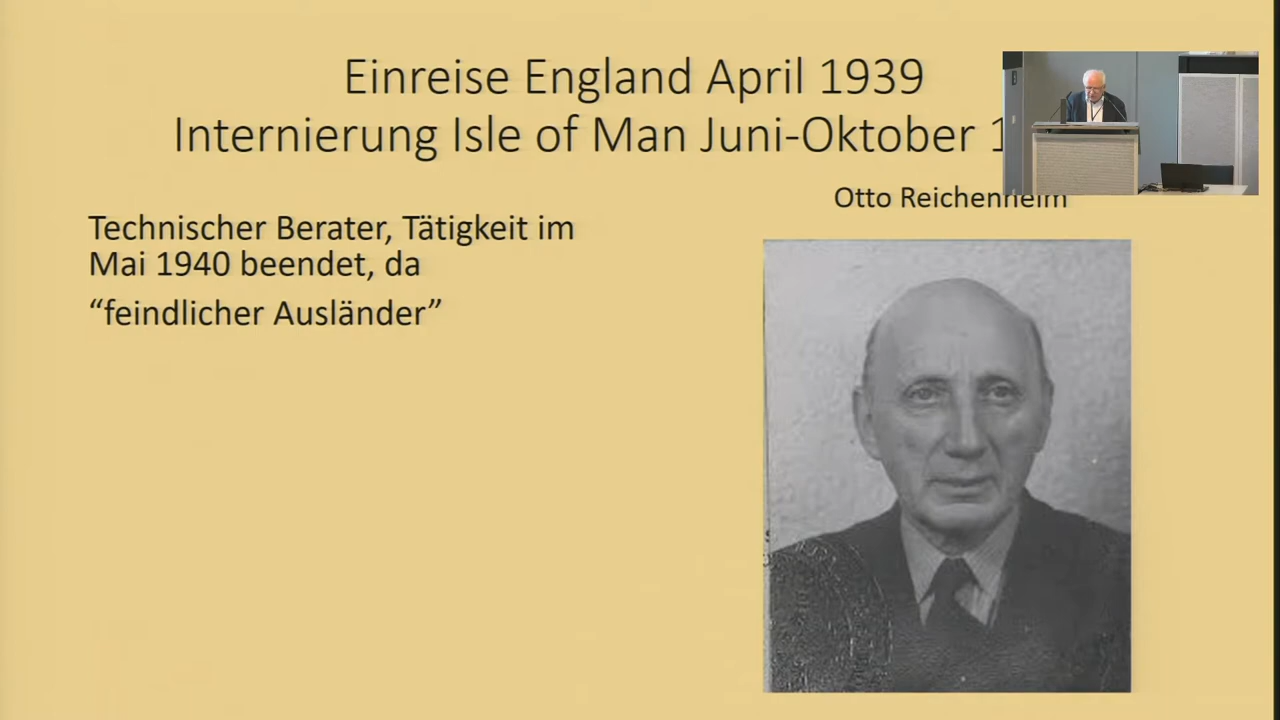 Einreise England April 1939
Internierung Isle of Man Juni-Oktober
Otto Reichenheim
Technischer Berater, Tätigkeit im
Mai 1940 beendet, da
“feindlicher Ausländer”